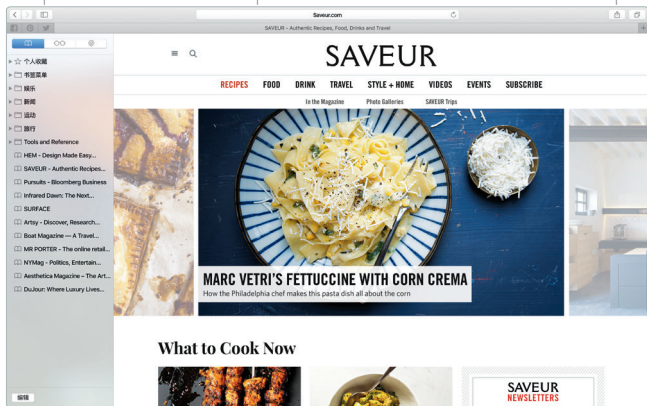 Saveur.com
SAVEUR - Authentic Recipes, Food, Drinks and Travel
个人收藏
书签菜单
娱乐
新闻
运动
旅行
Tools and Reference
HEM - Design Made Easy...
SAVEUR - Authentic Recipes...
Pursuits - Bloomberg Business
Infrared Dawn: The Next...
SURFACE
Artsy - Discover, Research...
Boat Magazine — A Travel...
MR PORTER - The online retail...
NYMag - Politics, Entertain...
Aesthetica Magazine - The Art...
DuJour: Where Luxury Lives...
编辑
SAVEUR
RECIPES FOOD DRINK TRAVEL STYLE + HOME VIDEOS EVENTS SUBSCRIBE
In the Magazine Photo Galleries SAVEUR Trips
MARC VETRI'S FETTUCCINE WITH CORN CREMA
How the Philadelphia chef makes this pasta dish all about the corn
What to Cook Now
SAVEUR
NEWSLETTERS